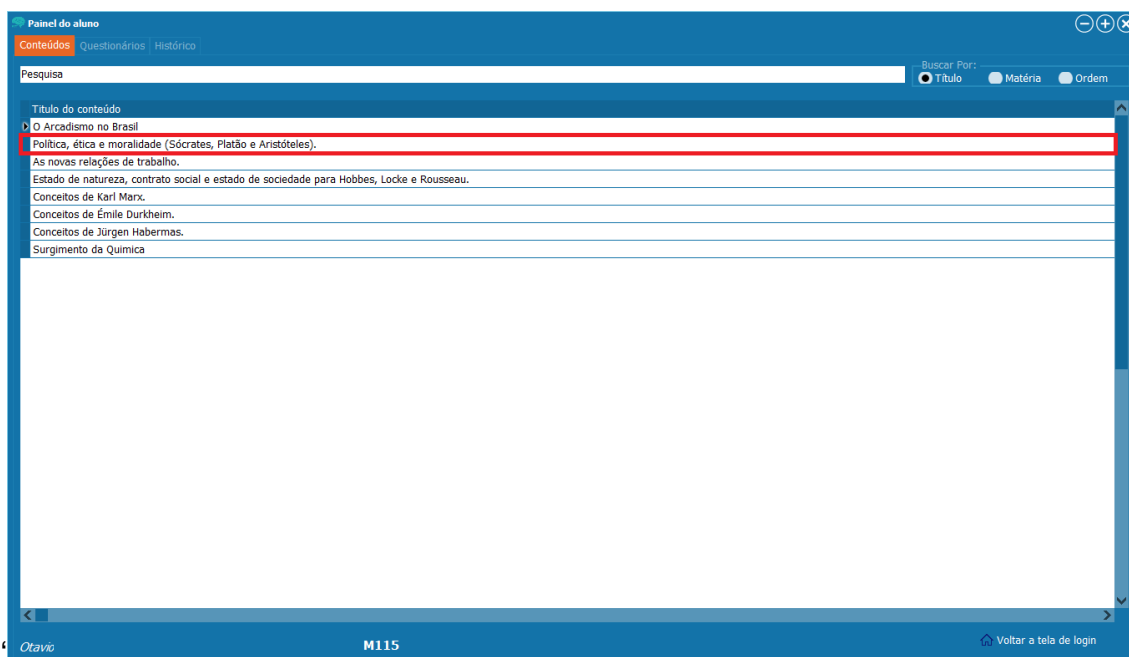 Painel do aluno
Conteúdos Questionários Histórico
Pesquisa
Buscar Por:
Título Matéria Ordem
Titulo do conteúdo
O Arcadismo no Brasil
Política, ética e moralidade (Sócrates, Platão e Aristóteles).
As novas relações de trabalho.
Estado de natureza, contrato social e estado de sociedade para Hobbes, Locke e Rousseau.
Conceitos de Karl Marx.
Conceitos de Émile Durkheim.
Conceitos de Jürgen Habermas.
Surgimento da Quimica
Otavio M115 Voltar a tela de login